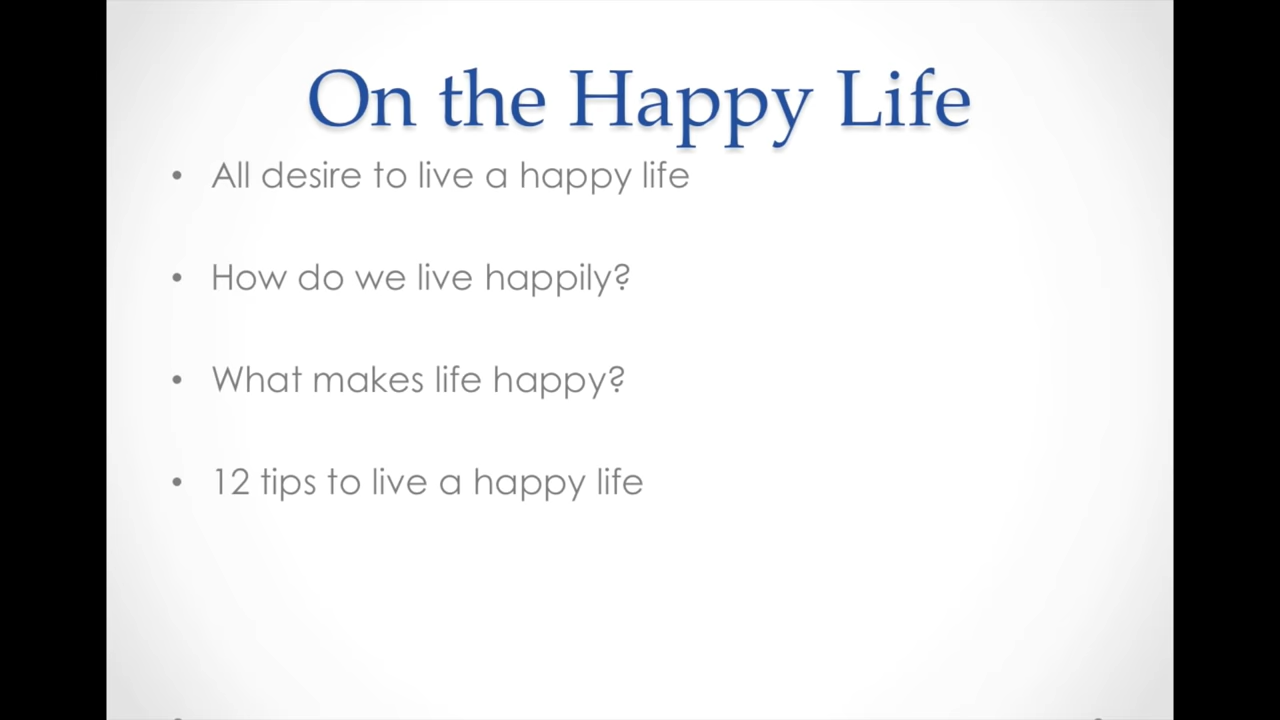 On the Happy Life
• All desire to live a happy life
• How do we live happily?
• What makes life happy?
• 12 tips to live a happy life